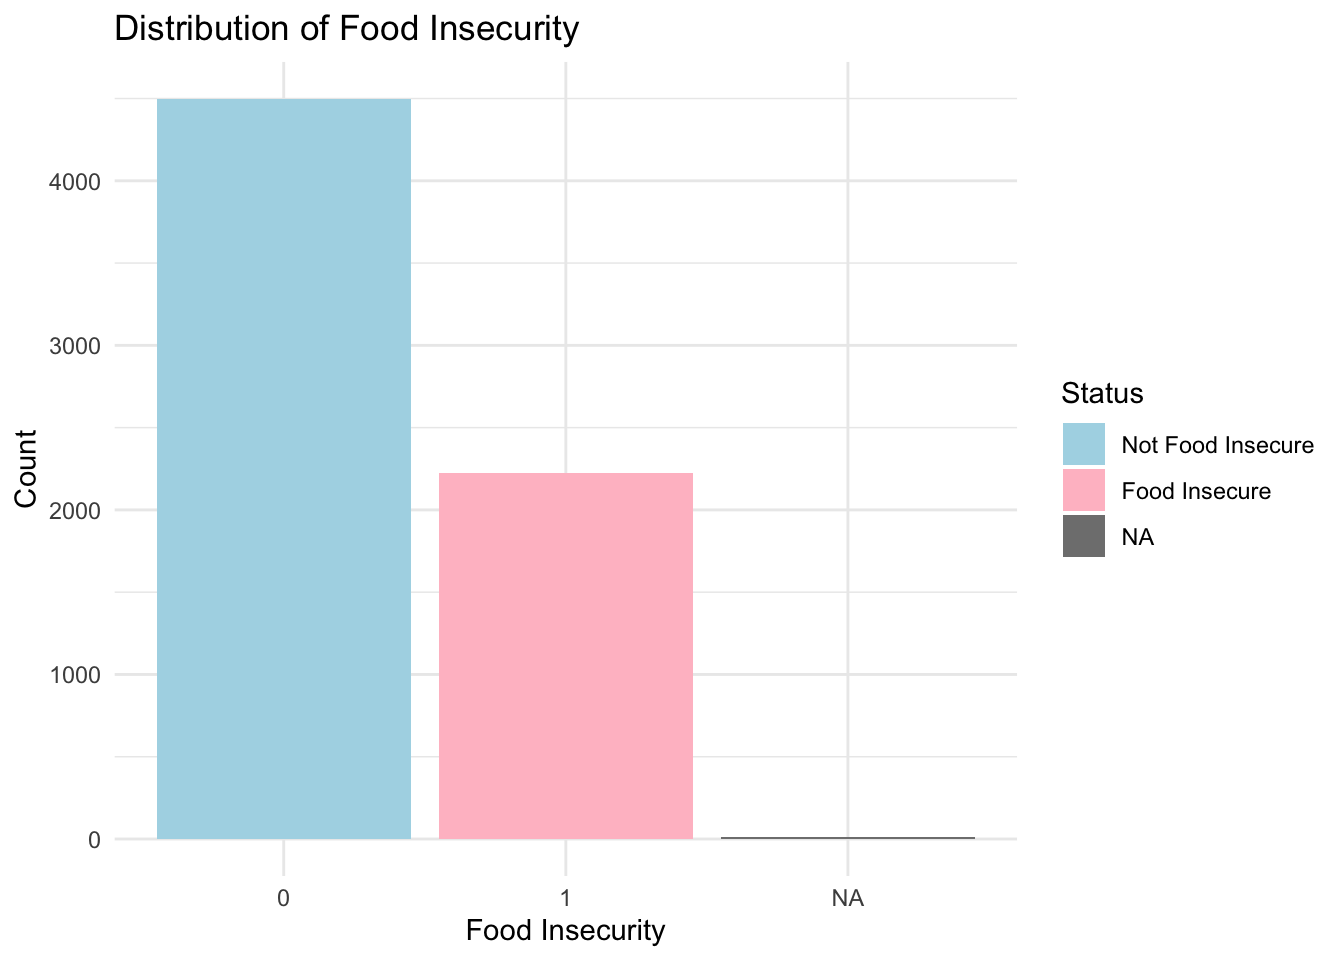 Distribution of Food Insecurity
4000
3000
2000
1000
0
Count
0
1
NA
Food Insecurity
Status
Not Food Insecure
Food Insecure
NA